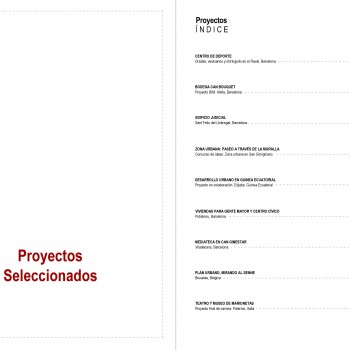 Proyectos
Seleccionados
Proyectos
ÍNDICE
CENTRO DE DEPORTE
Gradas, vestuarios y chiringuito en el Raval, Barcelona
BODEGA CAN BOUQUET
Proyecto BIM. Alella, Barcelona
EDIFICIO JUDICIAL
Sant Feliu del Llobregat, Barcelona
ZONA URBANA: PASEO A TRAVÉS DE LA MURALLA
Concurso de ideas. Zona urbana en San Gimignano
DESARROLLO URBANO EN GUINEA ECUATORIAL
Proyecto en colaboración. Guinea Ecuatorial
VIVIENDAS PARA GENTE MAYOR Y CENTRO CÍVICO
Poblenou, Barcelona
MEDIATECA EN CAN GINESTAR
Viladecans, Barcelona
PLAN URBANO, MIRANDO AL SENNE
Bruselas, Bélgica
TEATRO Y MUSEO DE MARIONETAS
Proyecto final de carrera. Palermo, Italia